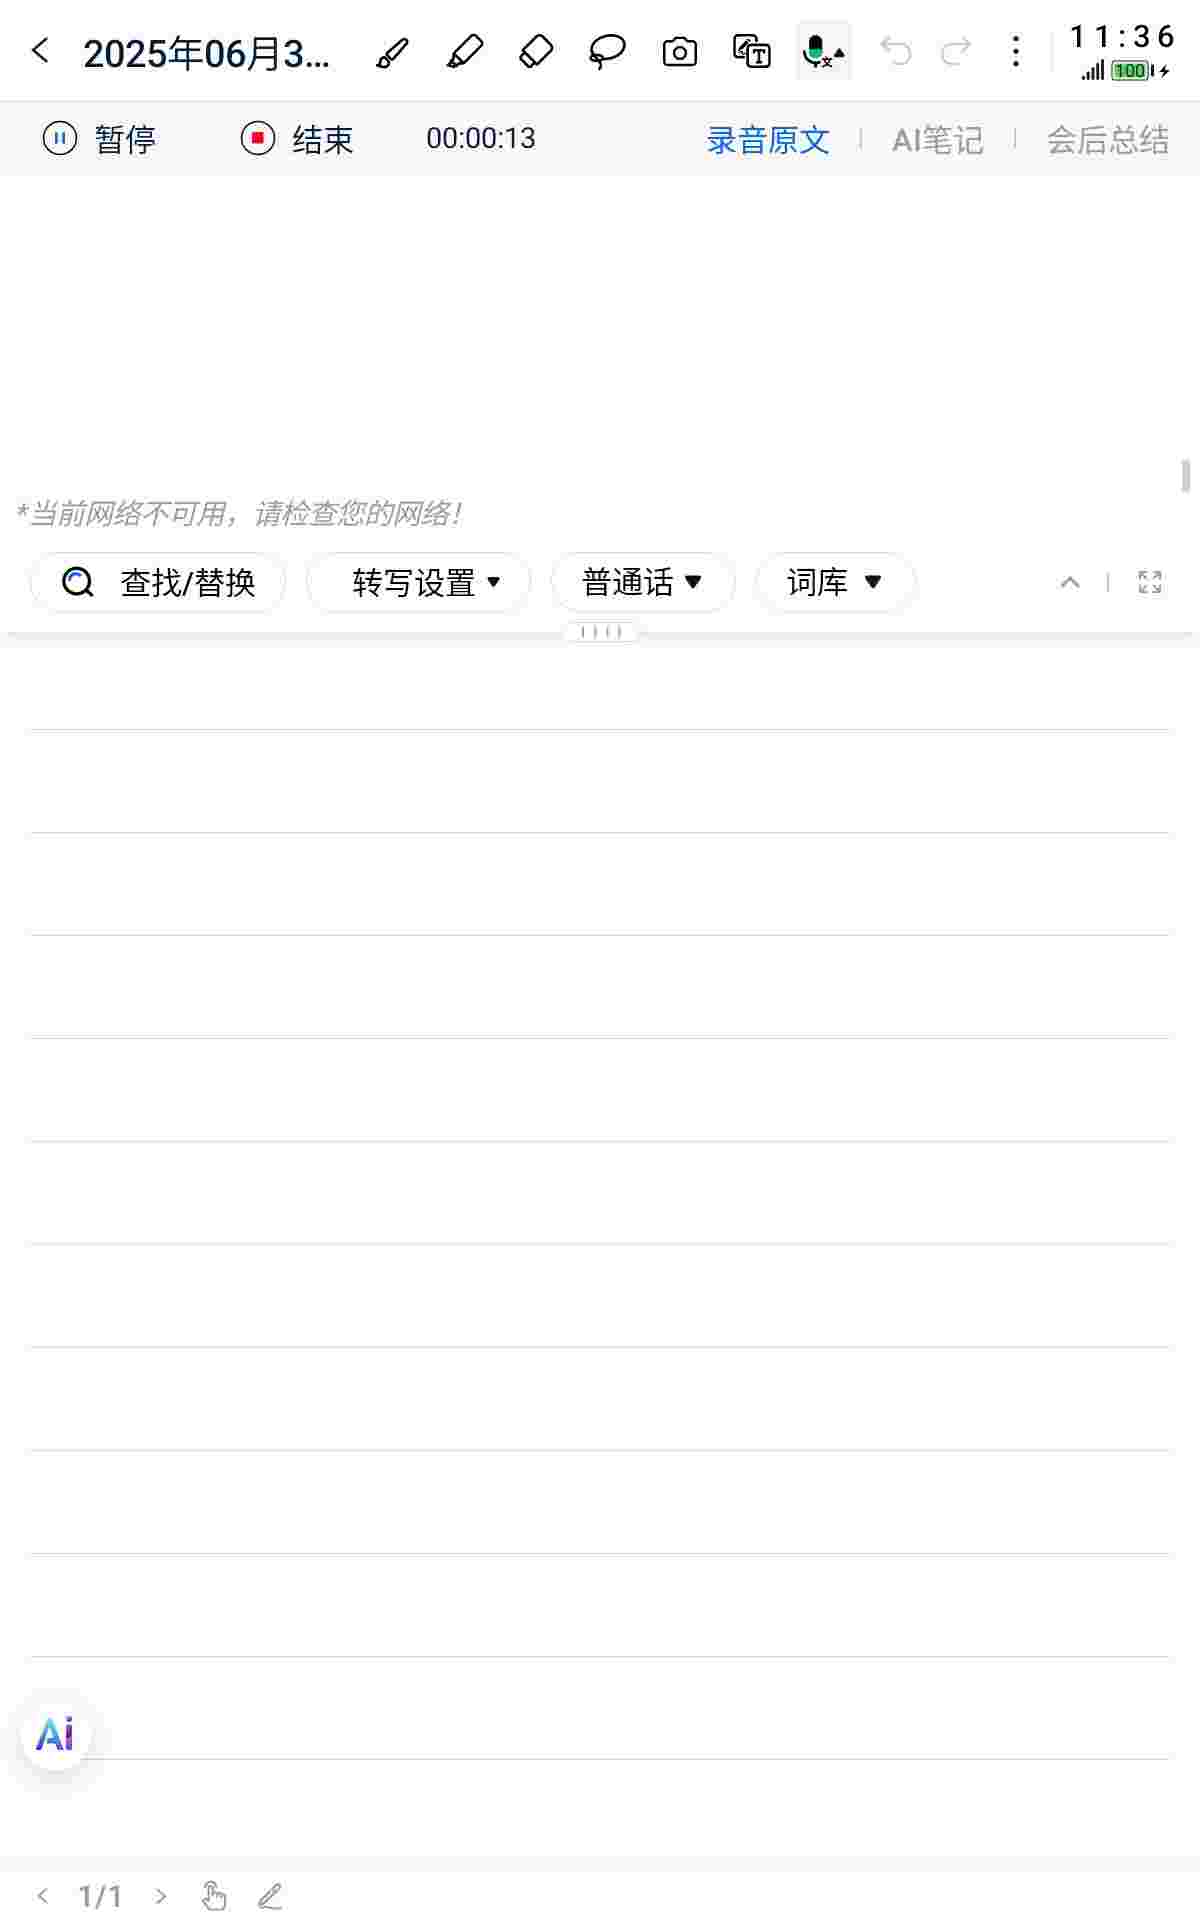 2025年06月3...
11:36
100
暂停 结束 00:00:13 录音原文 AI笔记 会后总结
*当前网络不可用，请检查您的网络！
查找/替换 转写设置 普通话 词库
Ai
1/1